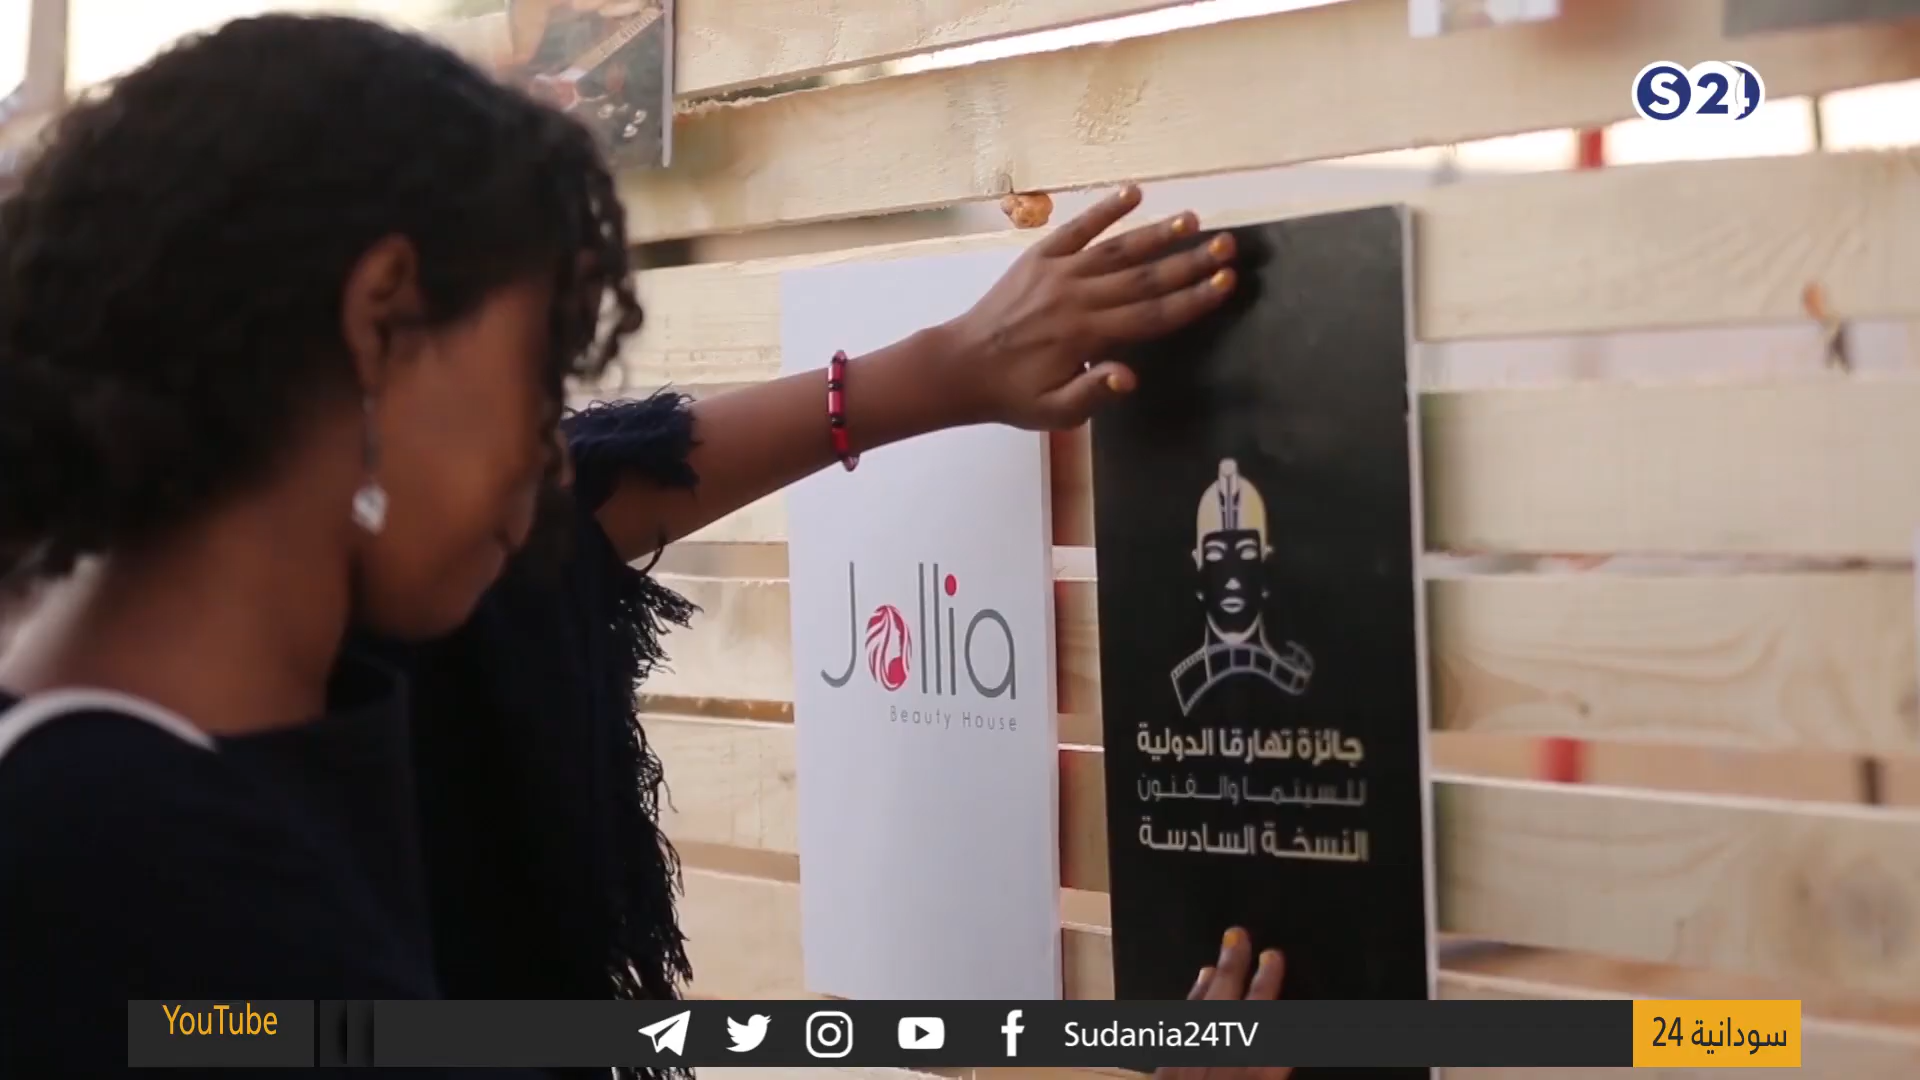 S24
Jollia
Beauty House
جائزة تهارقا الدولية
للسينما والفنون
النسخة السادسة
YouTube
Sudania24TV
سودانية 24